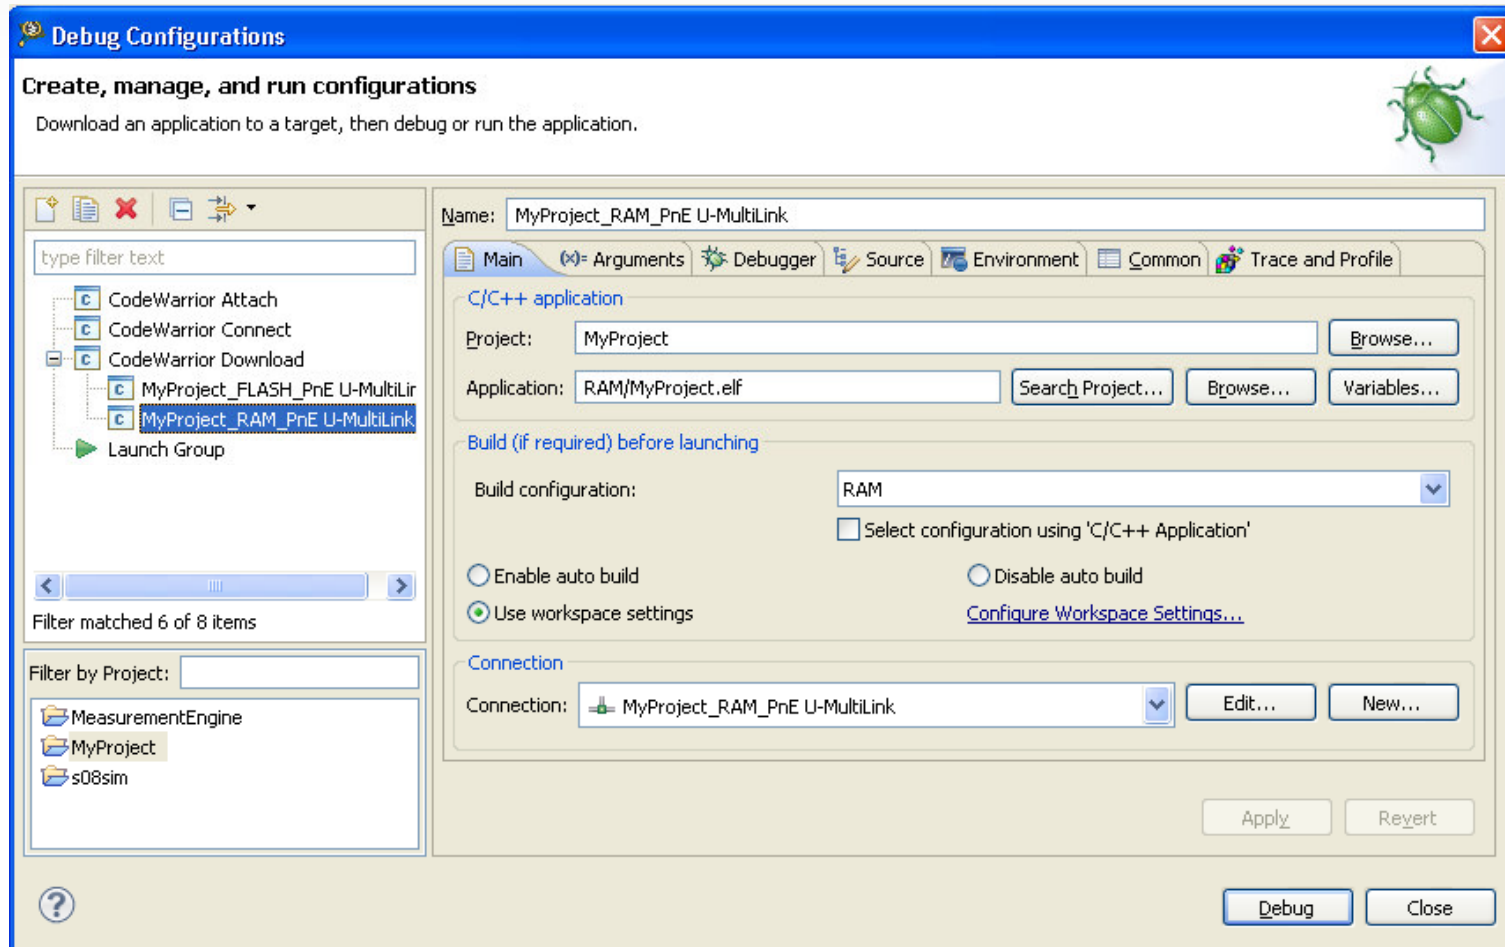 Debug Configurations
Create, manage, and run configurations
Download an application to a target, then debug or run the application.
type filter text
CodeWarrior Attach
CodeWarrior Connect
CodeWarrior Download
MyProject_FLASH_PnE U-MultiLin
MyProject_RAM_PnE U-MultiLink
Launch Group
Filter matched 6 of 8 items
Filter by Project:
MeasurementEngine
MyProject
s08sim
Name: MyProject_RAM_PnE U-MultiLink
Main (x)= Arguments Debugger Source Environment Common Trace and Profile
C/C++ application
Project: MyProject Browse...
Application: RAM/MyProject.elf Search Project... Browse... Variables...
Build (if required) before launching
Build configuration: RAM
Select configuration using 'C/C++ Application'
Enable auto build Disable auto build
Use workspace settings Configure Workspace Settings...
Connection
Connection: MyProject_RAM_PnE U-MultiLink Edit... New...
Apply Revert
? Debug Close